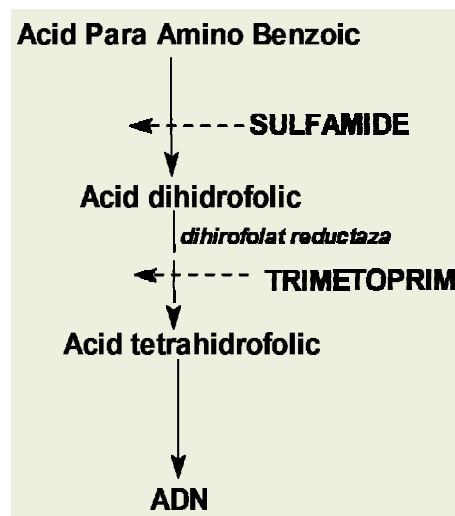 Acid Para Amino Benzoic
SULFAMIDE
Acid dihidrofolic
dihirofolat reductaza
TRIMETOPRIM
Acid tetrahidrofolic
ADN